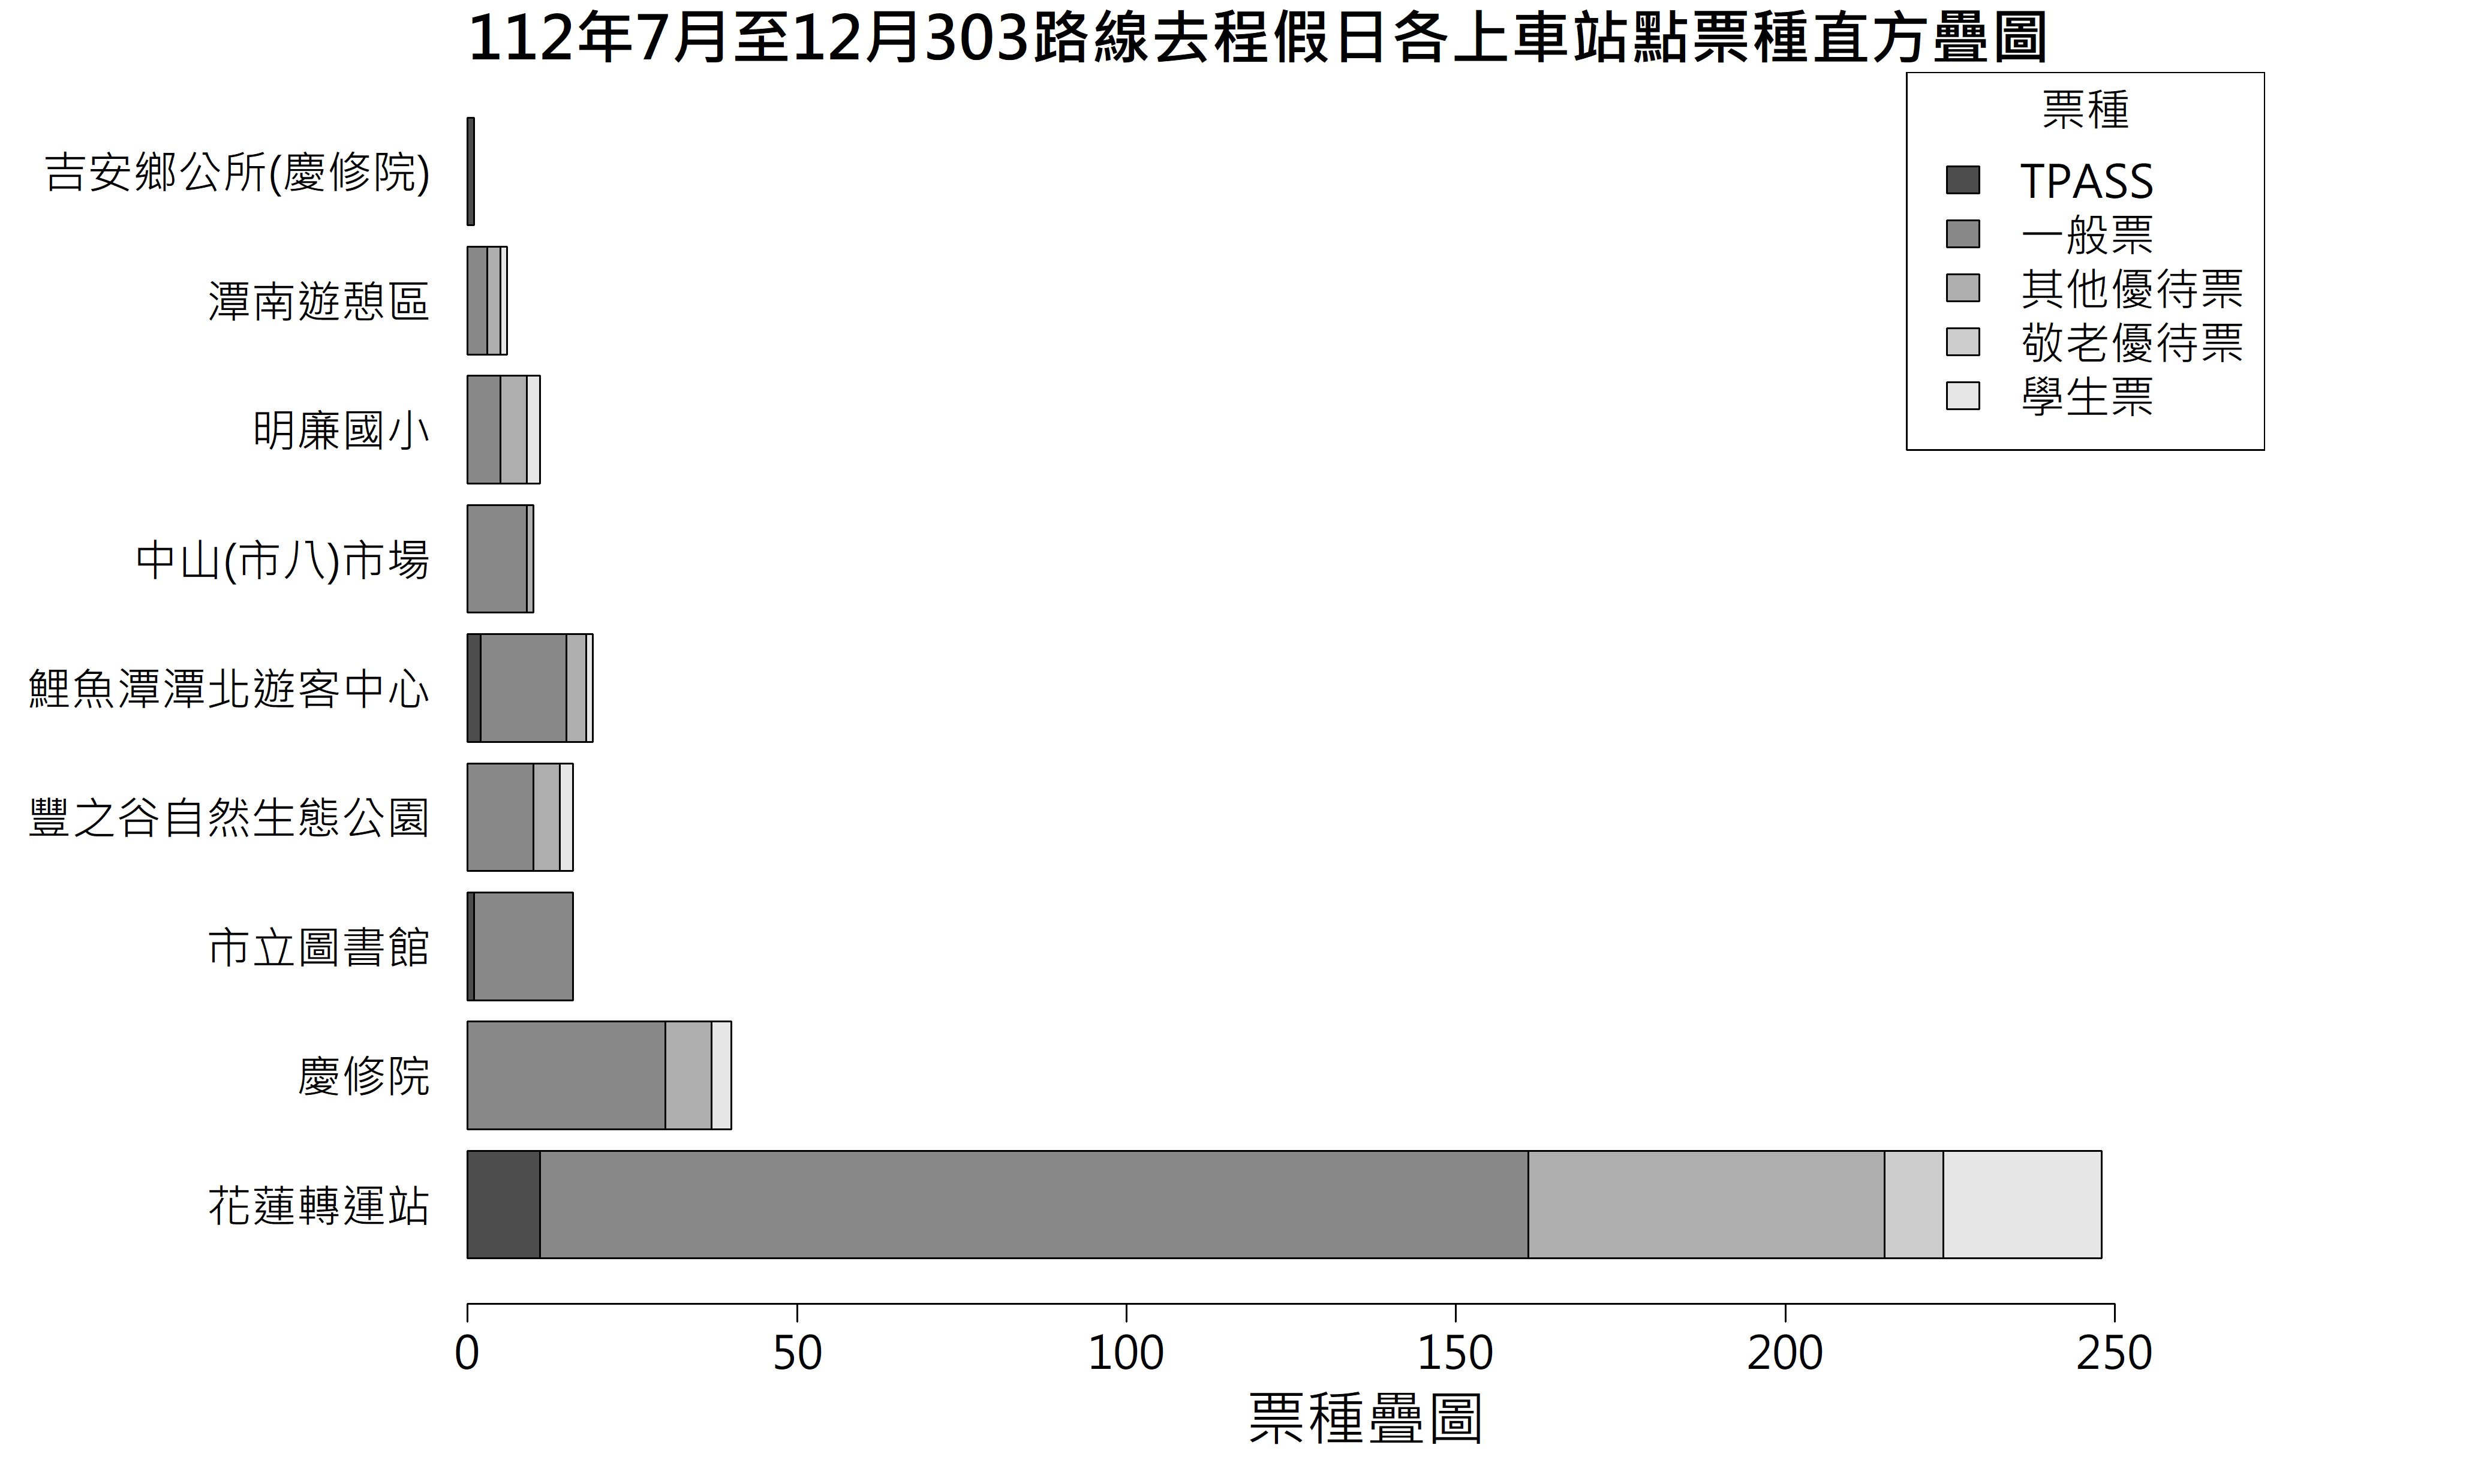 112年7月至12月303路線去程假日各上車站點票種直方疊圖
票種
TPASS
一般票
其他優待票
敬老優待票
學生票
吉安鄉公所(慶修院)
潭南遊憩區
明廉國小
中山(市八)市場
鯉魚潭潭北遊客中心
豐之谷自然生態公園
市立圖書館
慶修院
花蓮轉運站
0 50 100 150 200 250
票種疊圖